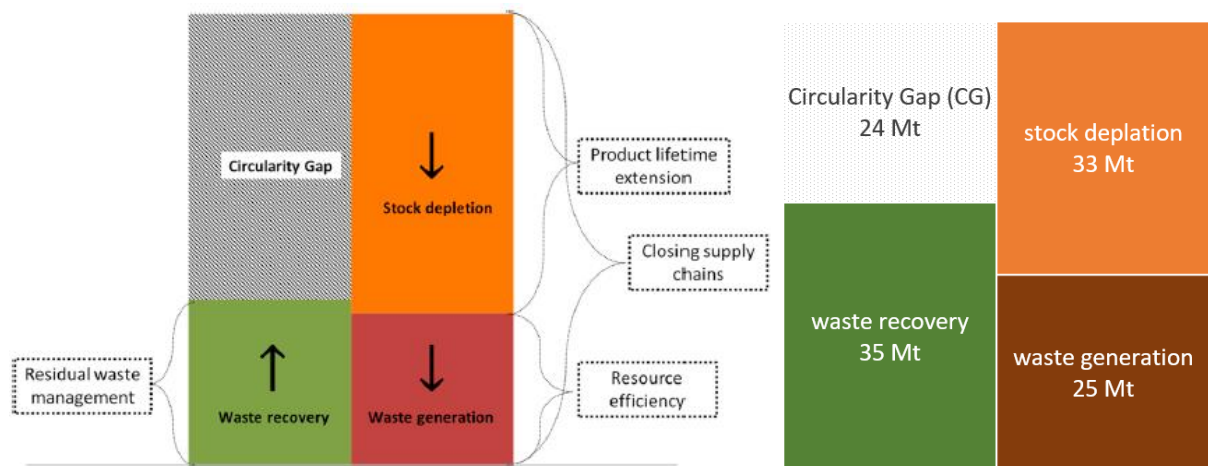 Circularity Gap
Stock depletion
Waste recovery
Waste generation
Residual waste
management
Product lifetime
extension
Closing supply
chains
Resource
efficiency
Circularity Gap (CG)
24 Mt
stock deplation
33 Mt
waste recovery
35 Mt
waste generation
25 Mt